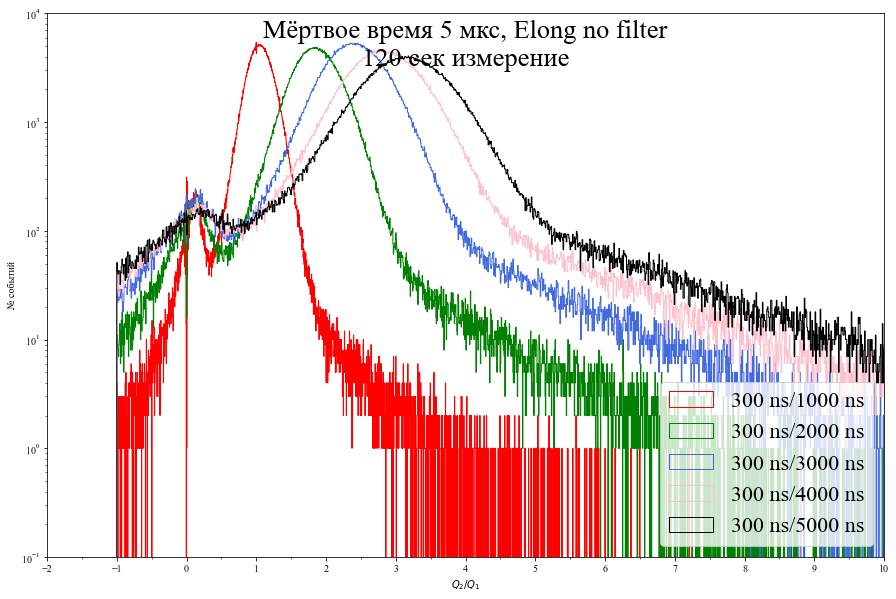 Мёртвое время 5 мкс, Elong no filter
120 сек измерение
10⁴
10³
10²
10¹
10⁰
10⁻¹
№ событий
300 ns/1000 ns
300 ns/2000 ns
300 ns/3000 ns
300 ns/4000 ns
300 ns/5000 ns
−2 −1 0 1 2 3 4 5 6 7 8 9 10
Q₂/Q₁